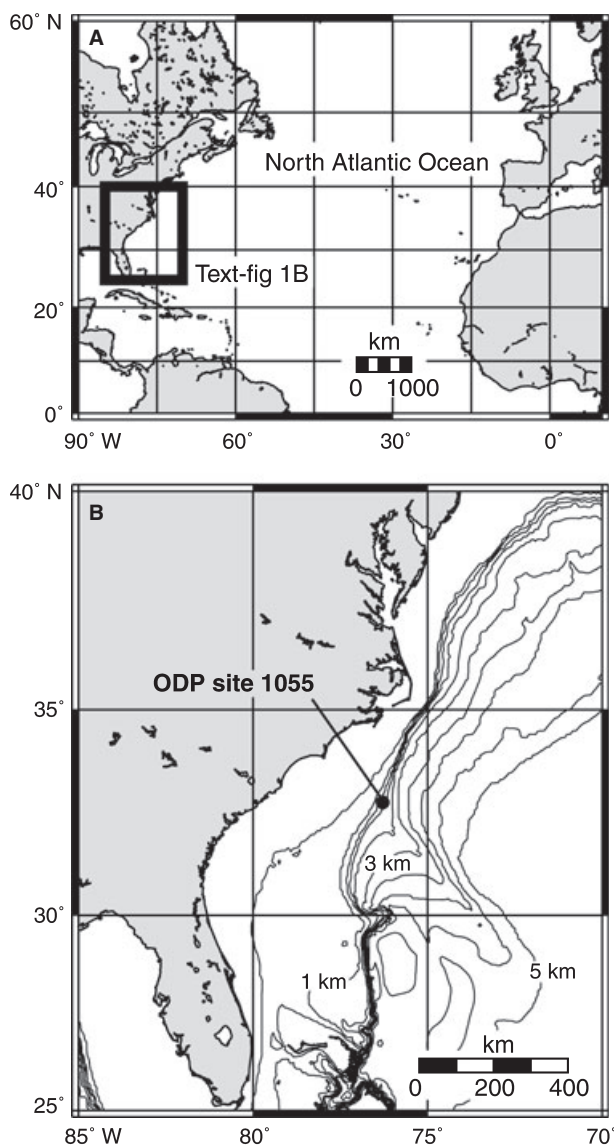 60° N
A
North Atlantic Ocean
40°
Text-fig 1B
20°
km
0 1000
0°
90° W 60° 30° 0°
40° N
B
ODP site 1055
35°
3 km
30°
1 km
5 km
km
0 200 400
25°
85° W 80° 75° 70°